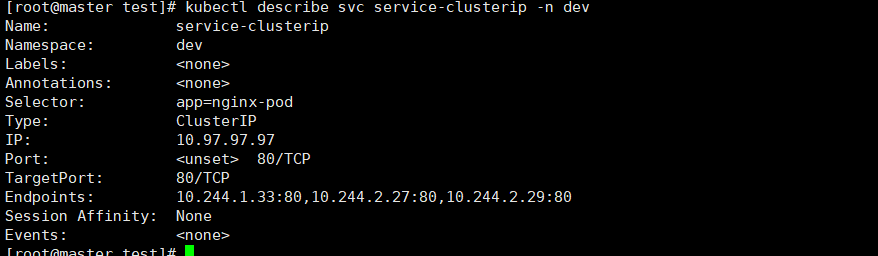 [root@master test]# kubectl describe svc service-clusterip -n dev
Name:              service-clusterip
Namespace:         dev
Labels:            <none>
Annotations:       <none>
Selector:          app=nginx-pod
Type:              ClusterIP
IP:                10.97.97.97
Port:              <unset>  80/TCP
TargetPort:        80/TCP
Endpoints:         10.244.1.33:80,10.244.2.27:80,10.244.2.29:80
Session Affinity:  None
Events:            <none>
[root@master test]#